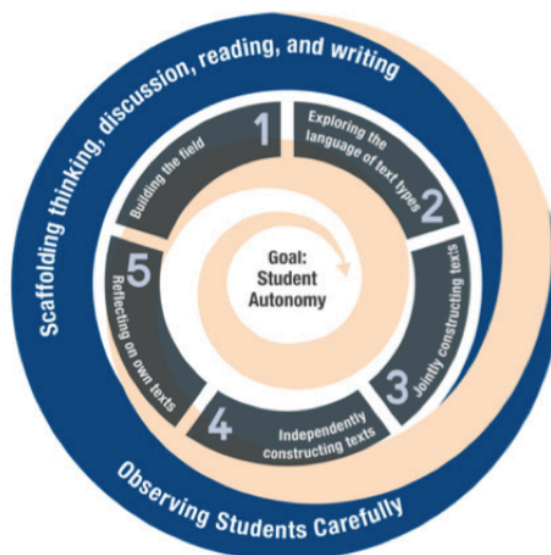 Scaffolding thinking, discussion, reading, and writing
1
Building the field
Exploring the
language of text types
2
Jointly constructing texts
3
Independently
constructing texts
4
Reflecting on own texts
5
Goal:
Student
Autonomy
Observing Students Carefully